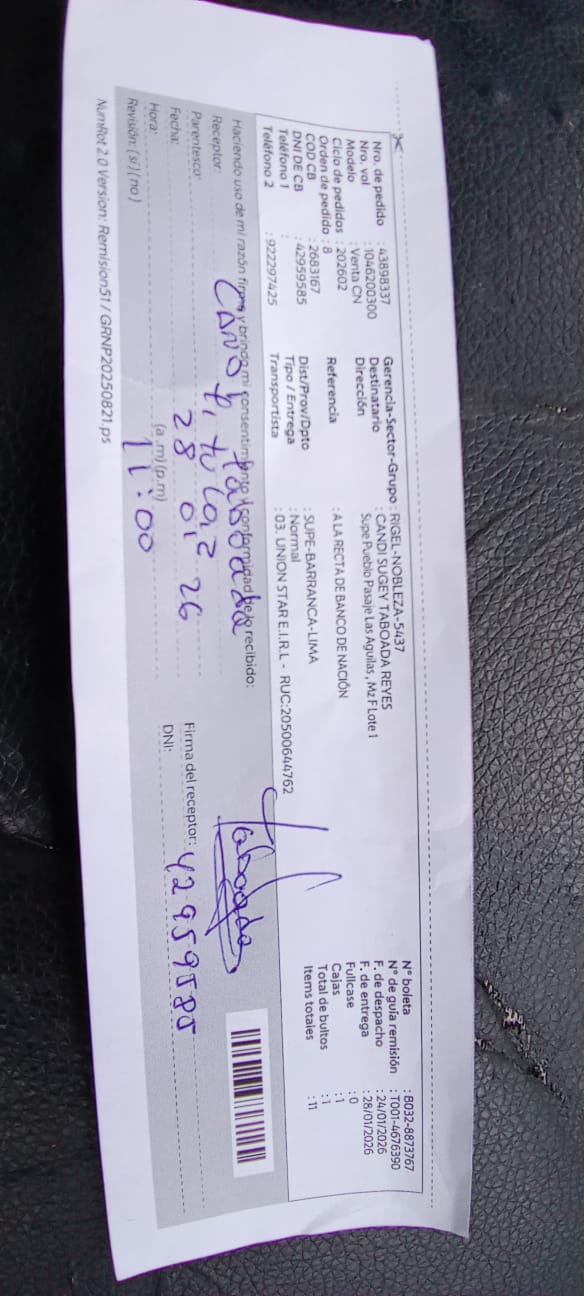 Nro. de pedido : 43898337
Nro. vol : 1046200300
Modelo : Venta CN
Ciclo de pedidos : 202602
Orden de pedido : 8
COD CB : 2683167
DNI DE CB : 42959585
Teléfono 1 :
Teléfono 2 : 922297425
Gerencia-Sector-Grupo : RIGEL-NOBLEZA-5437
Destinatario : CANDI SUGEY TABOADA REYES
Dirección : Supe Pueblo Pasaje Las Aguilas, Mz F Lote 1
Referencia : A LA RECTA DE BANCO DE NACIÓN
Dist/Prov/Dpto : SUPE-BARRANCA-LIMA
Tipo / Entrega : Normal
Transportista : 03. UNION STAR E.I.R.L - RUC:20500644762
N° boleta : B032-8873767
N° de guía remisión : T001-4676390
F. de despacho : 24/01/2026
F. de entrega : 28/01/2026
Fullcase : 0
Cajas : 1
Total de bultos : 1
Items totales : 11
Haciendo uso de mi razón firmo y brindo mi consentimiento y conformidad de lo recibido:
Receptor: Taboada
Parentesco:
Fecha: 28 01 26
Hora: (a.m)(p.m) 11:00
Revisión: (si) (no)
Firma del receptor: Taboada
DNI: 42959585
NumRot 2.0 Version: Remision51 / GRNP20250821.ps